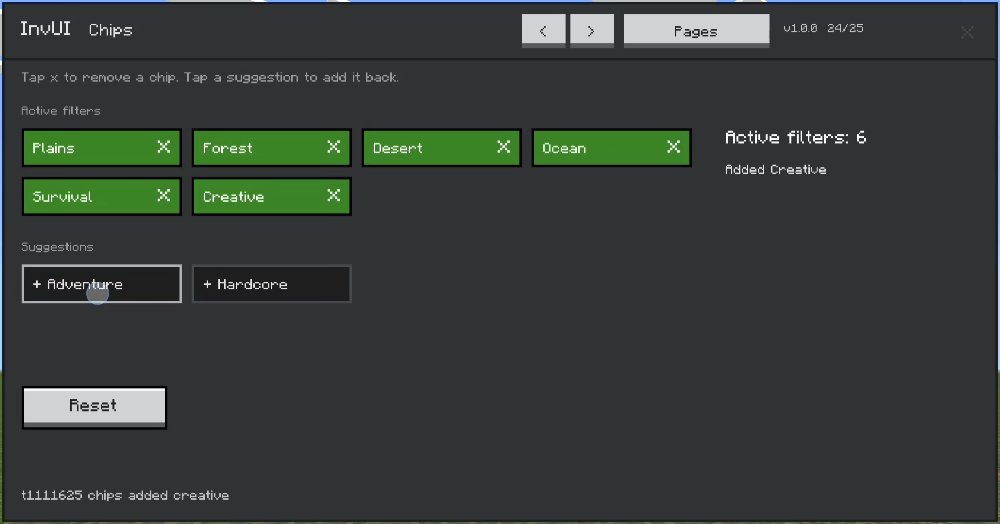 InvUI Chips < > Pages v1.0.0 24/25 X
Tap x to remove a chip. Tap a suggestion to add it back.
Active filters
Plains X Forest X Desert X Ocean X
Active filters: 6
Added Creative
Survival X Creative X
Suggestions
+ Adventure + Hardcore
Reset
t1111625 chips added creative